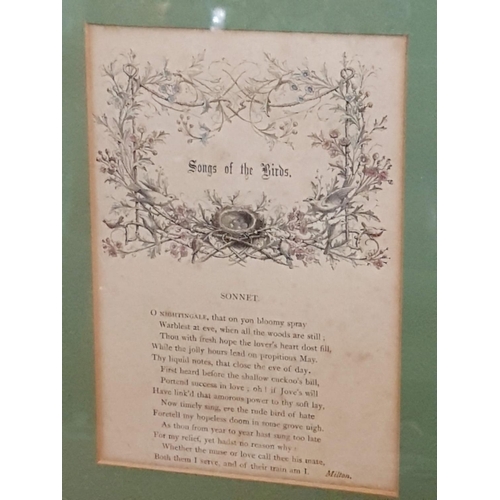 Songs of the Birds.
SONNET.
O NIGHTINGALE, that on yon bloomy spray
Warblest at eve, when all the woods are still;
Thou with fresh hope the lover's heart dost fill,
While the jolly hours lead on propitious May.
Thy liquid notes, that close the eve of day,
First heard before the shallow cuckoo's bill,
Portend success in love; oh! if Jove's will
Have link'd that amorous power to thy soft lay,
Now timely sing, ere the rude bird of hate
Foretell my hopeless doom in some grove nigh.
As thou from year to year hast sung too late
For my relief, yet hadst no reason why:
Whether the muse or love call thee his mate,
Both them I serve, and of their train am I. Milton.